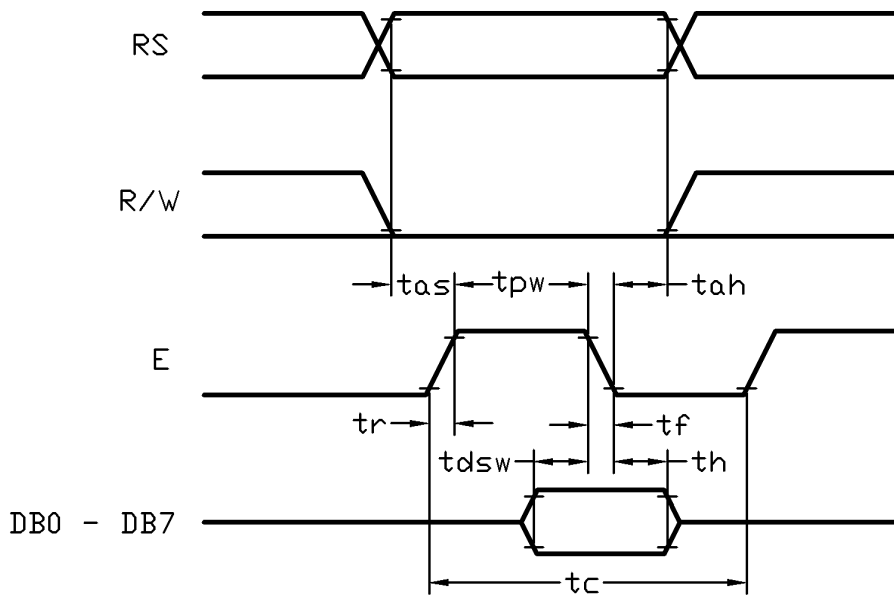 RS
R/W
tas tpw tah
E
tr tf
tdsw th
DB0 - DB7
tc